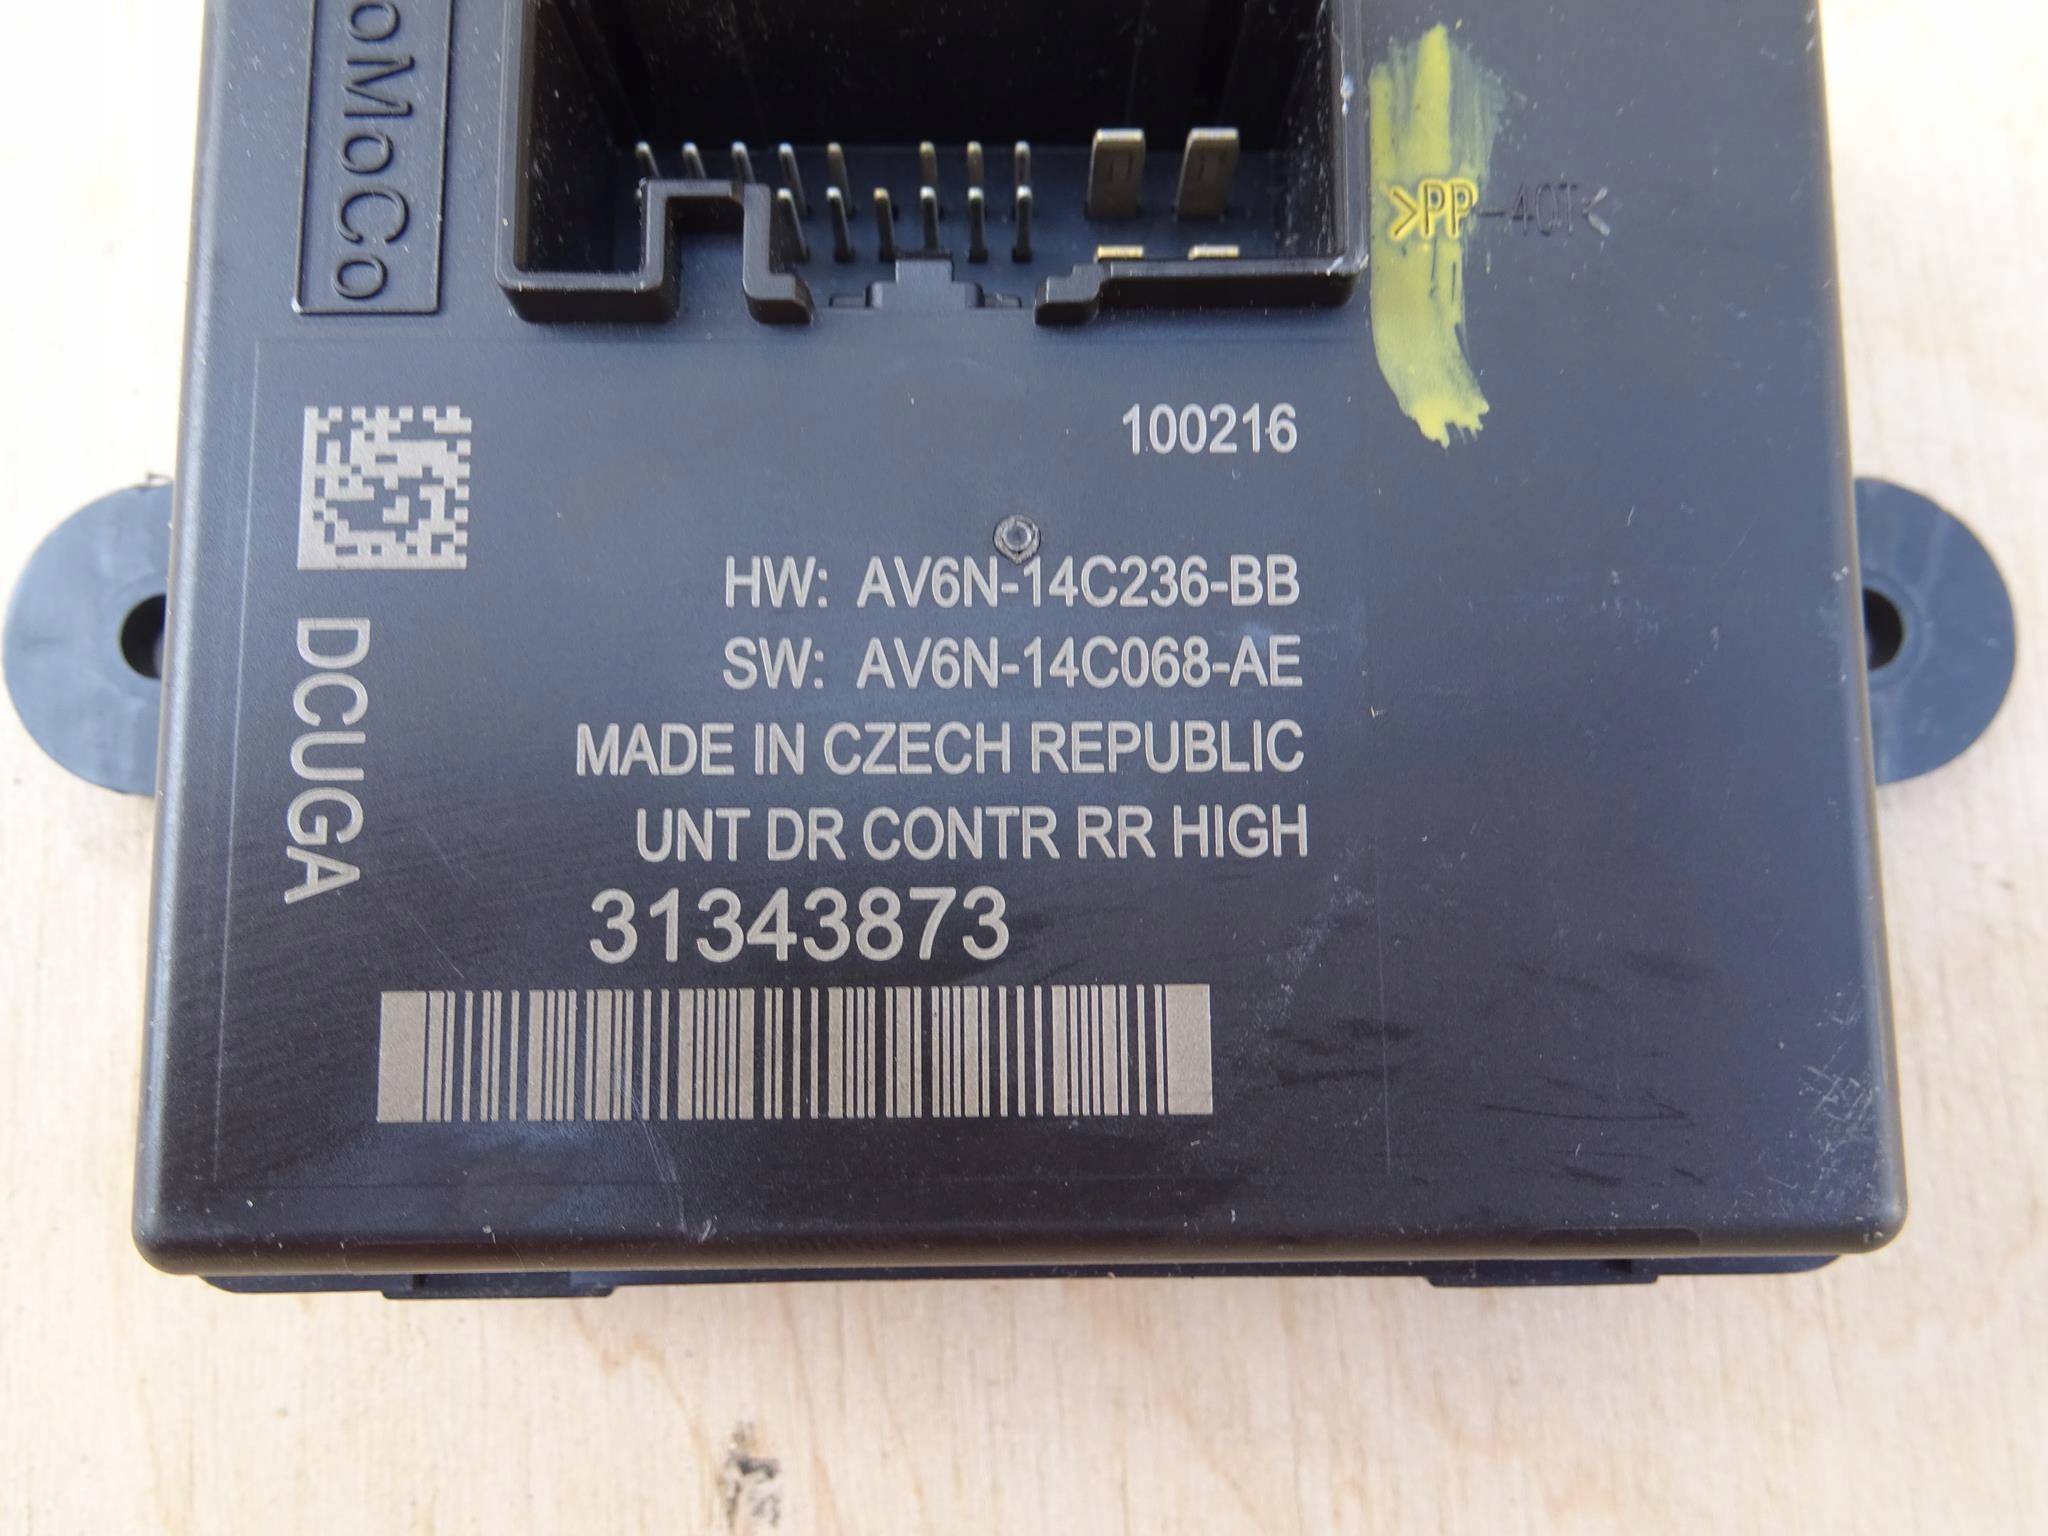 oMoCo
>PP-40T<
100216
HW: AV6N-14C236-BB
SW: AV6N-14C068-AE
MADE IN CZECH REPUBLIC
UNT DR CONTR RR HIGH
31343873
DCUGA